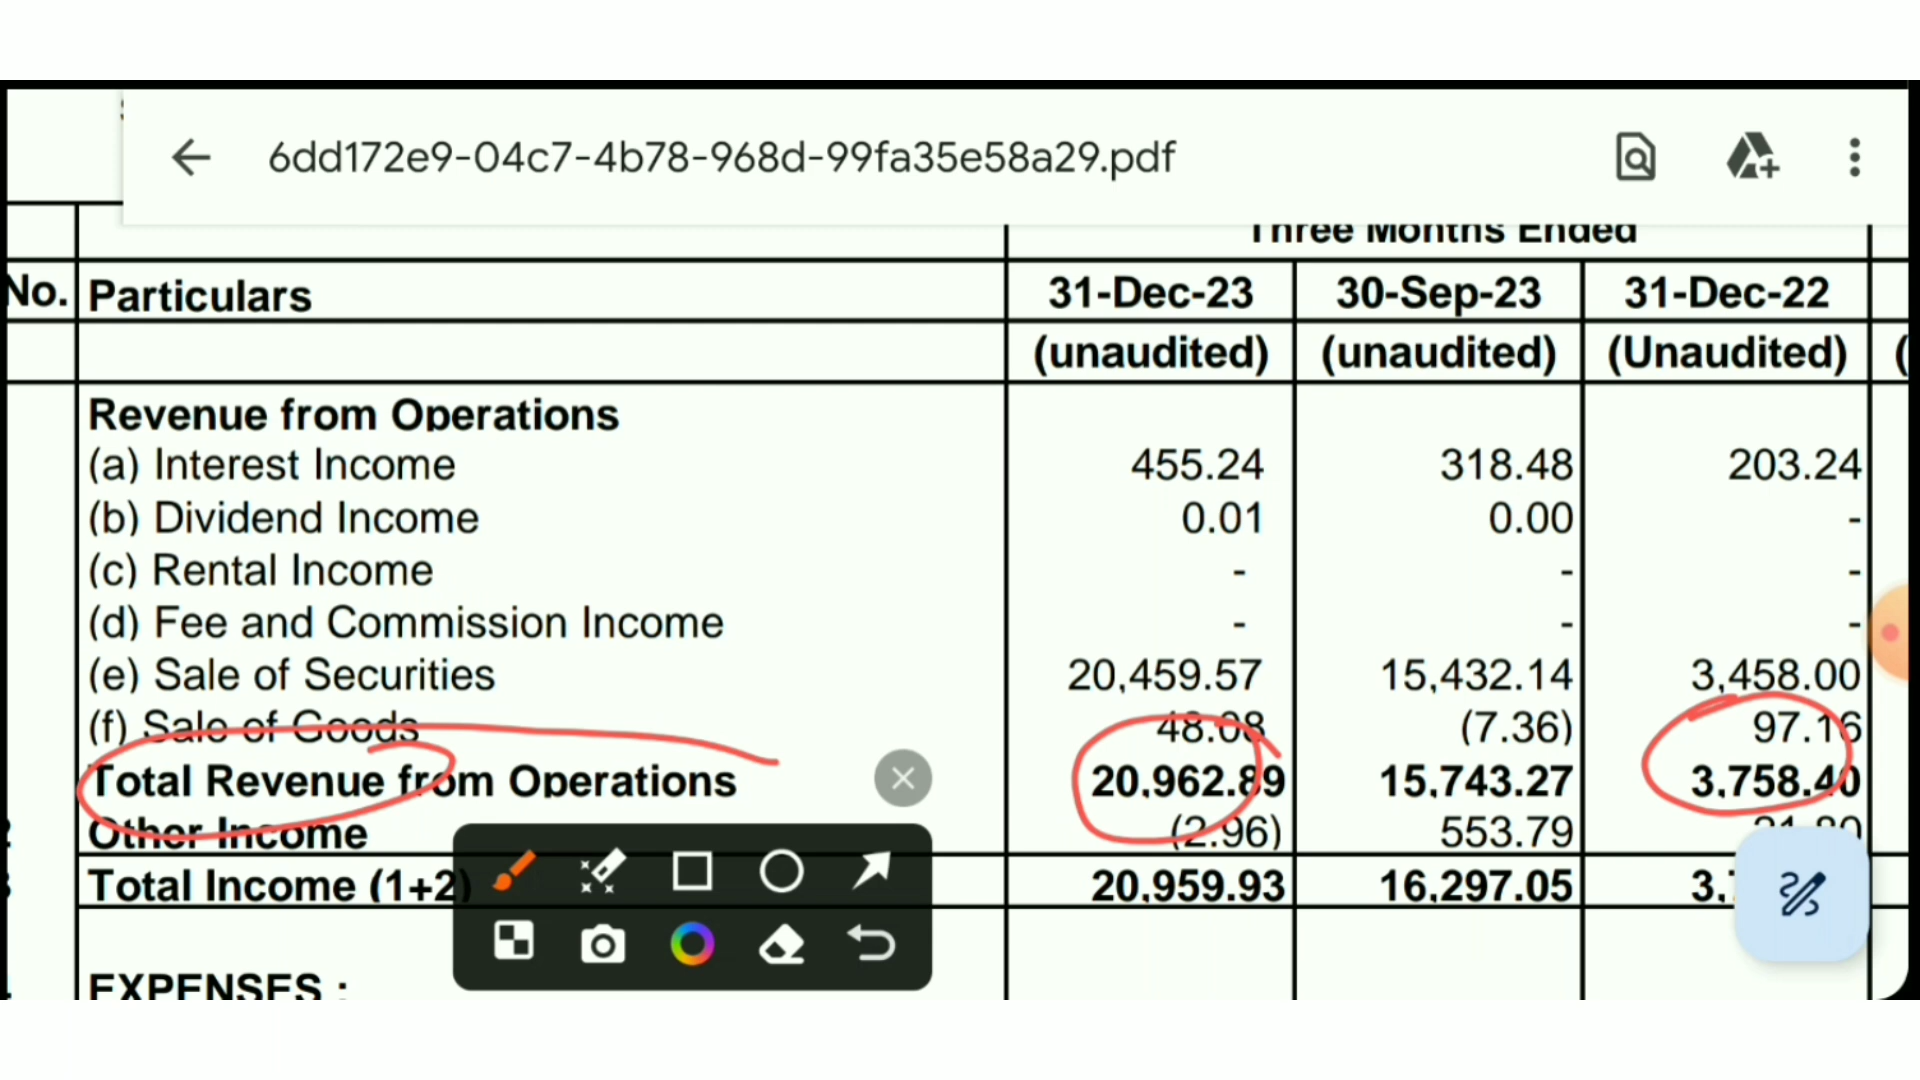 6dd172e9-04c7-4b78-968d-99fa35e58a29.pdf
Three Months Ended
No. Particulars 31-Dec-23 30-Sep-23 31-Dec-22
(unaudited) (unaudited) (Unaudited) (
Revenue from Operations
(a) Interest Income 455.24 318.48 203.24
(b) Dividend Income 0.01 0.00 -
(c) Rental Income - - -
(d) Fee and Commission Income - - -
(e) Sale of Securities 20,459.57 15,432.14 3,458.00
(f) Sale of Goods 48.08 (7.36) 97.16
Total Revenue from Operations 20,962.89 15,743.27 3,758.40
Other Income (2.96) 553.79
Total Income (1+2) 20,959.93 16,297.05 3,
EXPENSES :